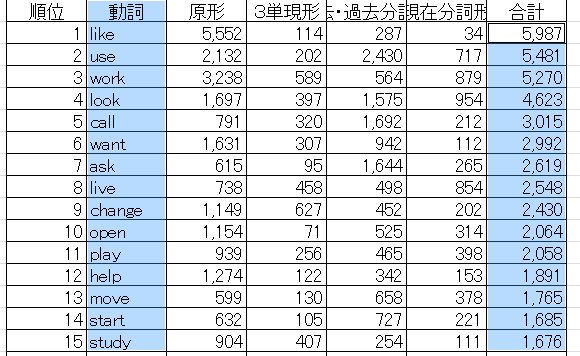 順位 動詞 原形 3単現形 去・過去分詞 現在分詞形 合計
1 like 5,552 114 287 34 5,987
2 use 2,132 202 2,430 717 5,481
3 work 3,238 589 564 879 5,270
4 look 1,697 397 1,575 954 4,623
5 call 791 320 1,692 212 3,015
6 want 1,631 307 942 112 2,992
7 ask 615 95 1,644 265 2,619
8 live 738 458 498 854 2,548
9 change 1,149 627 452 202 2,430
10 open 1,154 71 525 314 2,064
11 play 939 256 465 398 2,058
12 help 1,274 122 342 153 1,891
13 move 599 130 658 378 1,765
14 start 632 105 727 221 1,685
15 study 904 407 254 111 1,676